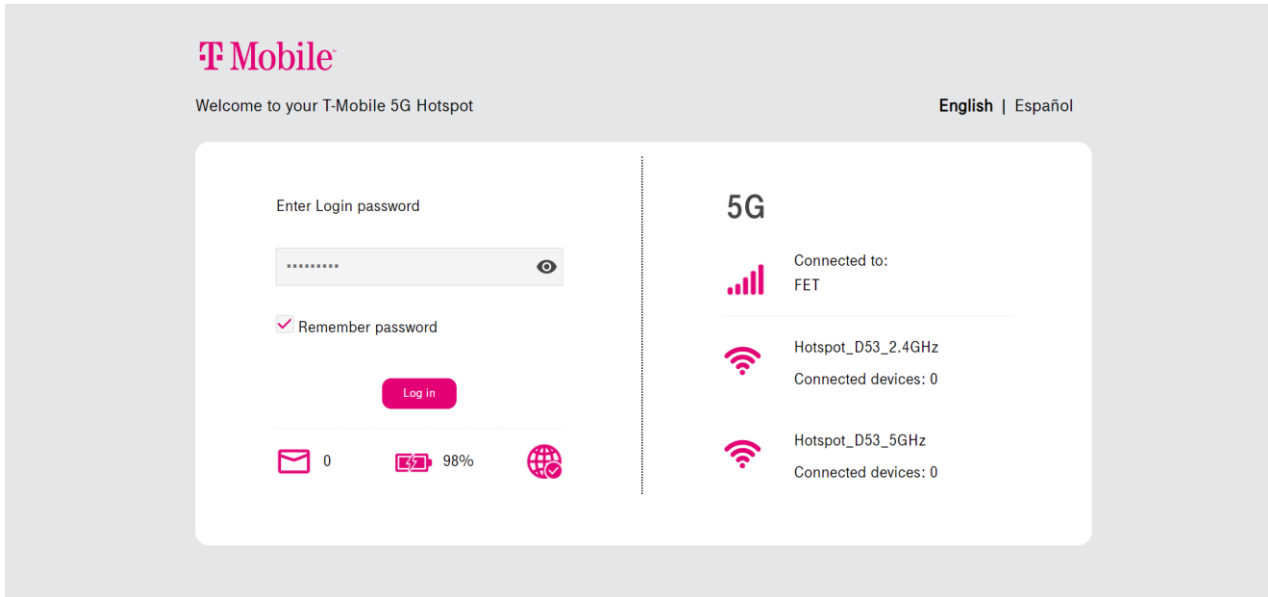 T Mobile
Welcome to your T-Mobile 5G Hotspot
English | Español
Enter Login password
Remember password
Log in
0
98%
5G
Connected to:
FET
Hotspot_D53_2.4GHz
Connected devices: 0
Hotspot_D53_5GHz
Connected devices: 0